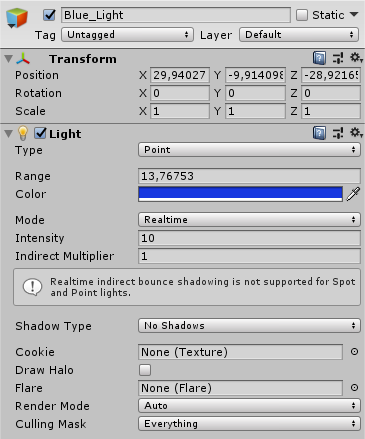 Blue_Light Static
Tag Untagged Layer Default
Transform
Position X 29,94027 Y -9,914098 Z -28,92165
Rotation X 0 Y 0 Z 0
Scale X 1 Y 1 Z 1
Light
Type Point
Range 13,76753
Color
Mode Realtime
Intensity 10
Indirect Multiplier 1
Realtime indirect bounce shadowing is not supported for Spot
and Point lights.
Shadow Type No Shadows
Cookie None (Texture)
Draw Halo
Flare None (Flare)
Render Mode Auto
Culling Mask Everything